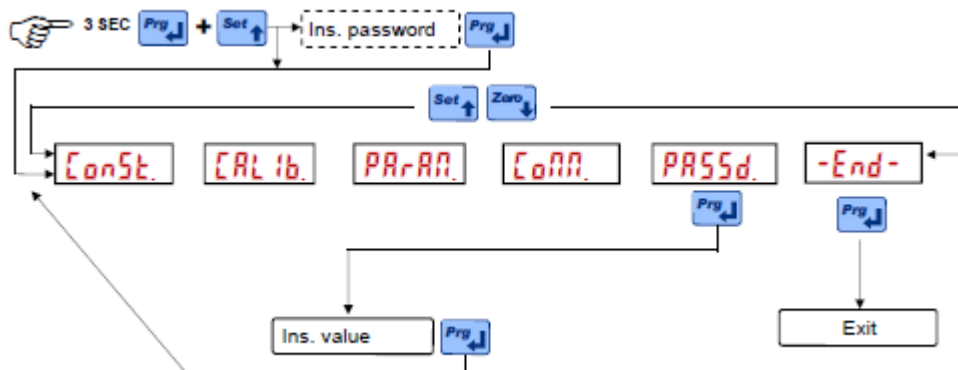 3 SEC Prg + Set Ins. password Prg
Set Zero
ConSt. CALIb. PArAM. CoMM. PASSd. -End-
Prg Prg
Ins. value Prg Exit